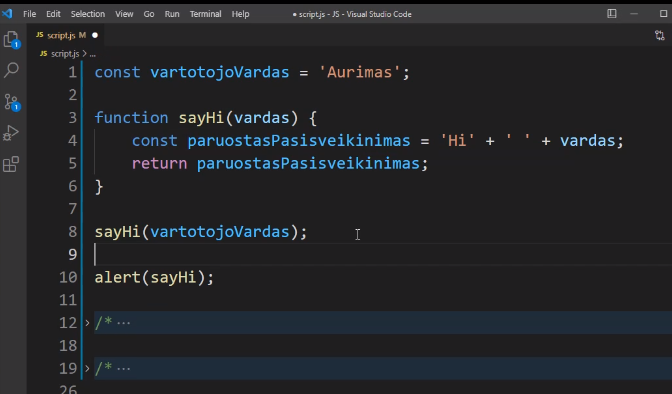 File Edit Selection View Go Run Terminal Help
● script.js - JS - Visual Studio Code
JS script.js M ●
JS script.js > ...
1 const vartotojoVardas = 'Aurimas';
2
3 function sayHi(vardas) {
4 const paruostasPasisveikinimas = 'Hi' + ' ' + vardas;
5 return paruostasPasisveikinimas;
6 }
7
8 sayHi(vartotojoVardas);
9
10 alert(sayHi);
11
12 > /* ···
18
19 > /* ···
26
1
1